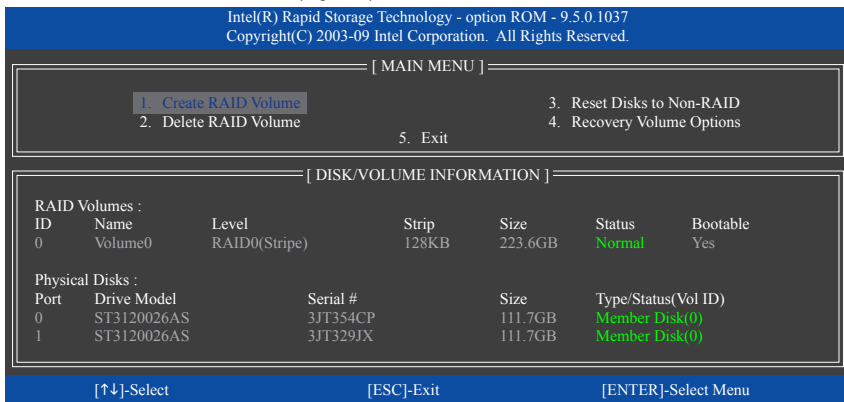 Intel(R) Rapid Storage Technology - option ROM - 9.5.0.1037
Copyright(C) 2003-09 Intel Corporation. All Rights Reserved.
[ MAIN MENU ]
1. Create RAID Volume 3. Reset Disks to Non-RAID
2. Delete RAID Volume 4. Recovery Volume Options
5. Exit
[ DISK/VOLUME INFORMATION ]
RAID Volumes :
ID Name Level Strip Size Status Bootable
0 Volume0 RAID0(Stripe) 128KB 223.6GB Normal Yes
Physical Disks :
Port Drive Model Serial # Size Type/Status(Vol ID)
0 ST3120026AS 3JT354CP 111.7GB Member Disk(0)
1 ST3120026AS 3JT329JX 111.7GB Member Disk(0)
[↑↓]-Select [ESC]-Exit [ENTER]-Select Menu